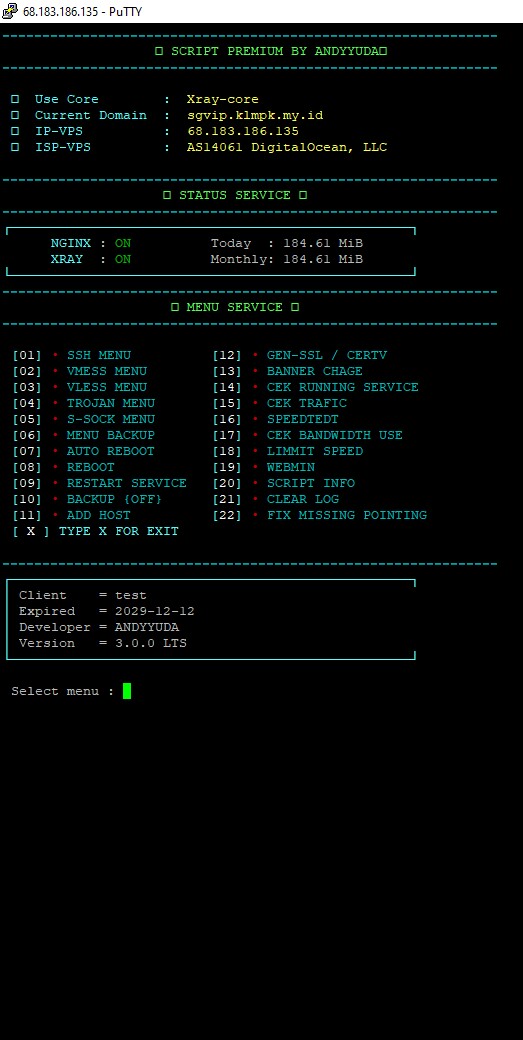 68.183.186.135 - PuTTY
SCRIPT PREMIUM BY ANDYYUDA
Use Core : Xray-core
Current Domain : sgvip.klmpk.my.id
IP-VPS : 68.183.186.135
ISP-VPS : AS14061 DigitalOcean, LLC
STATUS SERVICE
NGINX : ON Today : 184.61 MiB
XRAY : ON Monthly: 184.61 MiB
MENU SERVICE
[01] • SSH MENU [12] • GEN-SSL / CERTV
[02] • VMESS MENU [13] • BANNER CHAGE
[03] • VLESS MENU [14] • CEK RUNNING SERVICE
[04] • TROJAN MENU [15] • CEK TRAFIC
[05] • S-SOCK MENU [16] • SPEEDTEDT
[06] • MENU BACKUP [17] • CEK BANDWIDTH USE
[07] • AUTO REBOOT [18] • LIMMIT SPEED
[08] • REBOOT [19] • WEBMIN
[09] • RESTART SERVICE [20] • SCRIPT INFO
[10] • BACKUP {OFF} [21] • CLEAR LOG
[11] • ADD HOST [22] • FIX MISSING POINTING
[ X ] TYPE X FOR EXIT
Client = test
Expired = 2029-12-12
Developer = ANDYYUDA
Version = 3.0.0 LTS
Select menu :